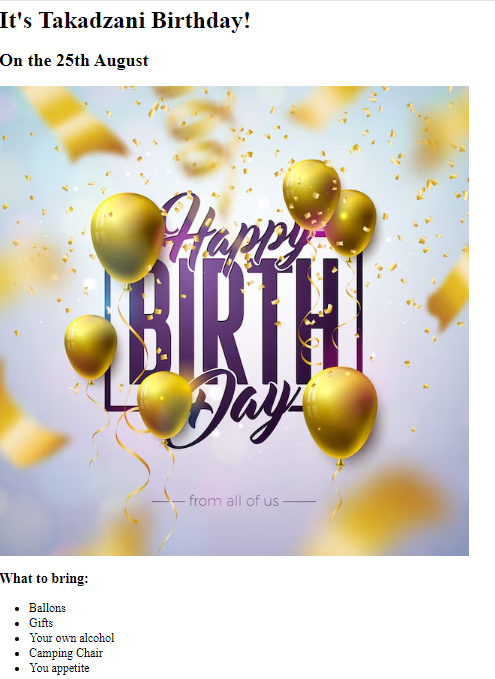 It's Takadzani Birthday!
On the 25th August
Happy
BIRTH
Day
from all of us
What to bring:
Ballons
Gifts
Your own alcohol
Camping Chair
You appetite